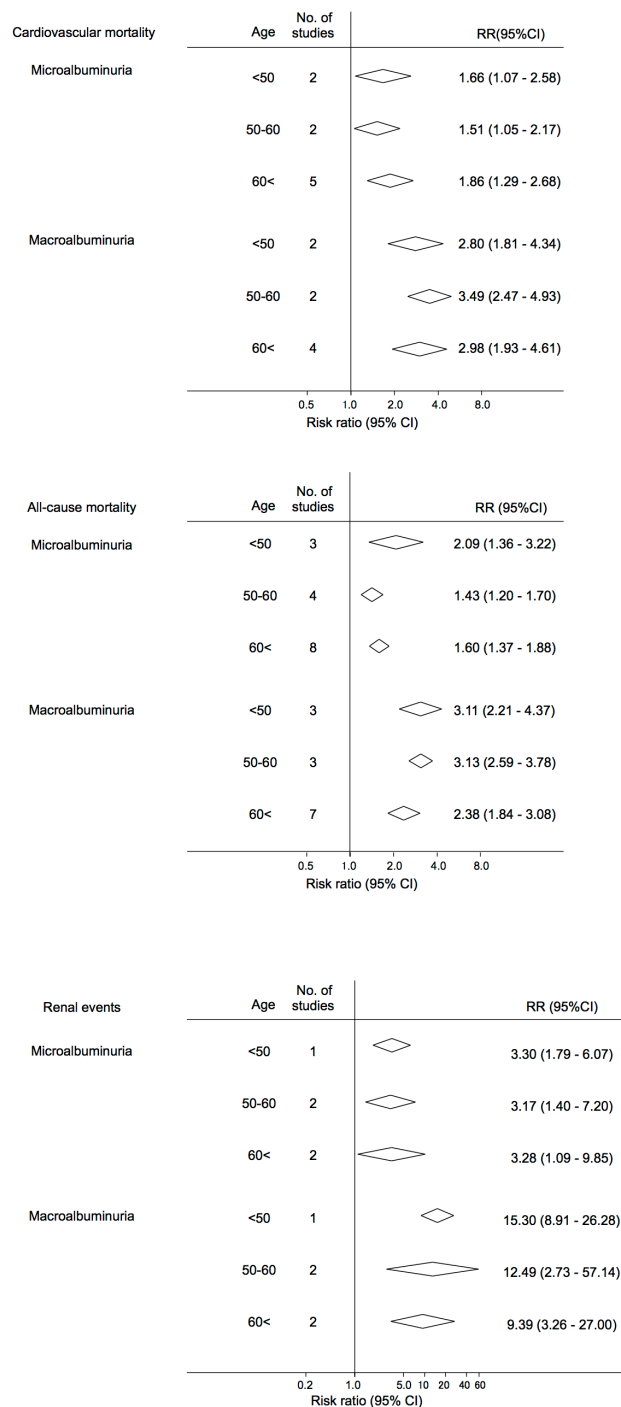 Cardiovascular mortality Age No. of studies RR(95%CI)
Microalbuminuria <50 2 1.66 (1.07 - 2.58)
50-60 2 1.51 (1.05 - 2.17)
60< 5 1.86 (1.29 - 2.68)
Macroalbuminuria <50 2 2.80 (1.81 - 4.34)
50-60 2 3.49 (2.47 - 4.93)
60< 4 2.98 (1.93 - 4.61)
0.5 1.0 2.0 4.0 8.0
Risk ratio (95% CI)
All-cause mortality Age No. of studies RR (95%CI)
Microalbuminuria <50 3 2.09 (1.36 - 3.22)
50-60 4 1.43 (1.20 - 1.70)
60< 8 1.60 (1.37 - 1.88)
Macroalbuminuria <50 3 3.11 (2.21 - 4.37)
50-60 3 3.13 (2.59 - 3.78)
60< 7 2.38 (1.84 - 3.08)
0.5 1.0 2.0 4.0 8.0
Risk ratio (95% CI)
Renal events Age No. of studies RR (95%CI)
Microalbuminuria <50 1 3.30 (1.79 - 6.07)
50-60 2 3.17 (1.40 - 7.20)
60< 2 3.28 (1.09 - 9.85)
Macroalbuminuria <50 1 15.30 (8.91 - 26.28)
50-60 2 12.49 (2.73 - 57.14)
60< 2 9.39 (3.26 - 27.00)
0.2 1.0 5.0 10 20 40 60
Risk ratio (95% CI)